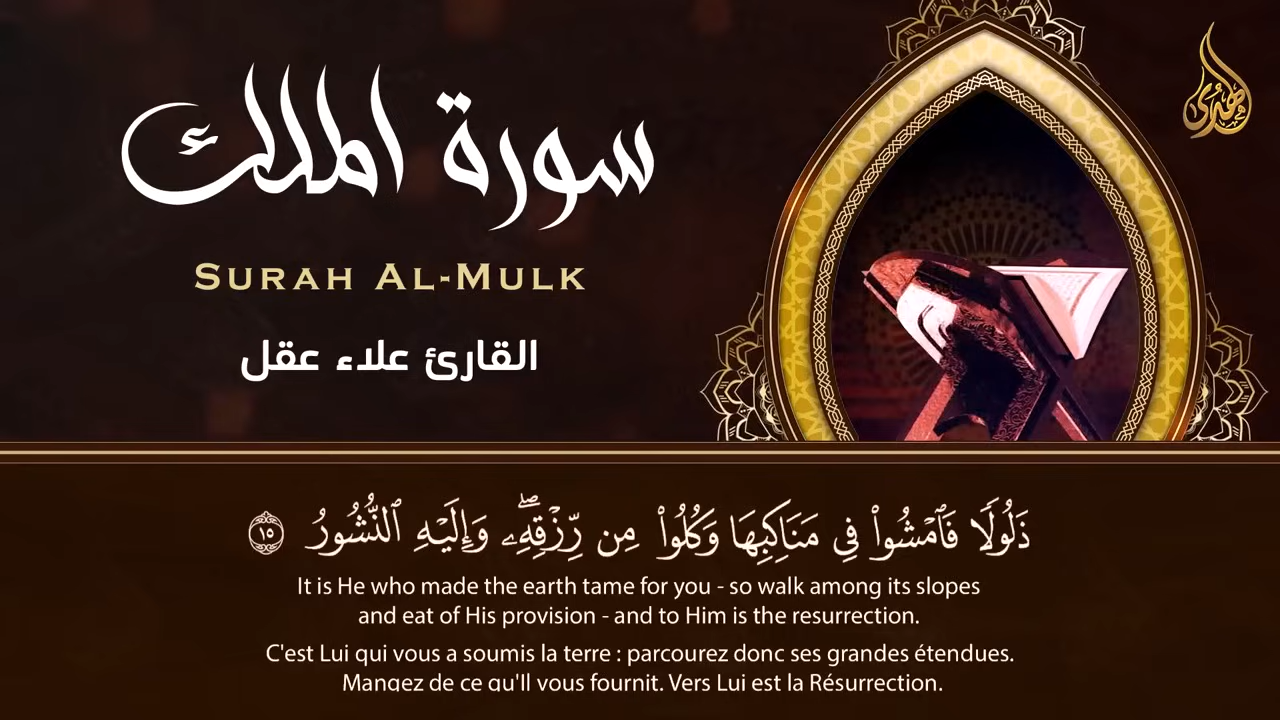 سورة الملك
SURAH AL-MULK
القارئ علاء عقل
هدى
ذَلُولًا فَٱمْشُوا۟ فِى مَنَاكِبِهَا وَكُلُوا۟ مِن رِّزْقِهِۦ ۖ وَإِلَيْهِ ٱلنُّشُورُ ١٥
It is He who made the earth tame for you - so walk among its slopes
and eat of His provision - and to Him is the resurrection.
C'est Lui qui vous a soumis la terre : parcourez donc ses grandes étendues.
Mangez de ce qu'Il vous fournit. Vers Lui est la Résurrection.